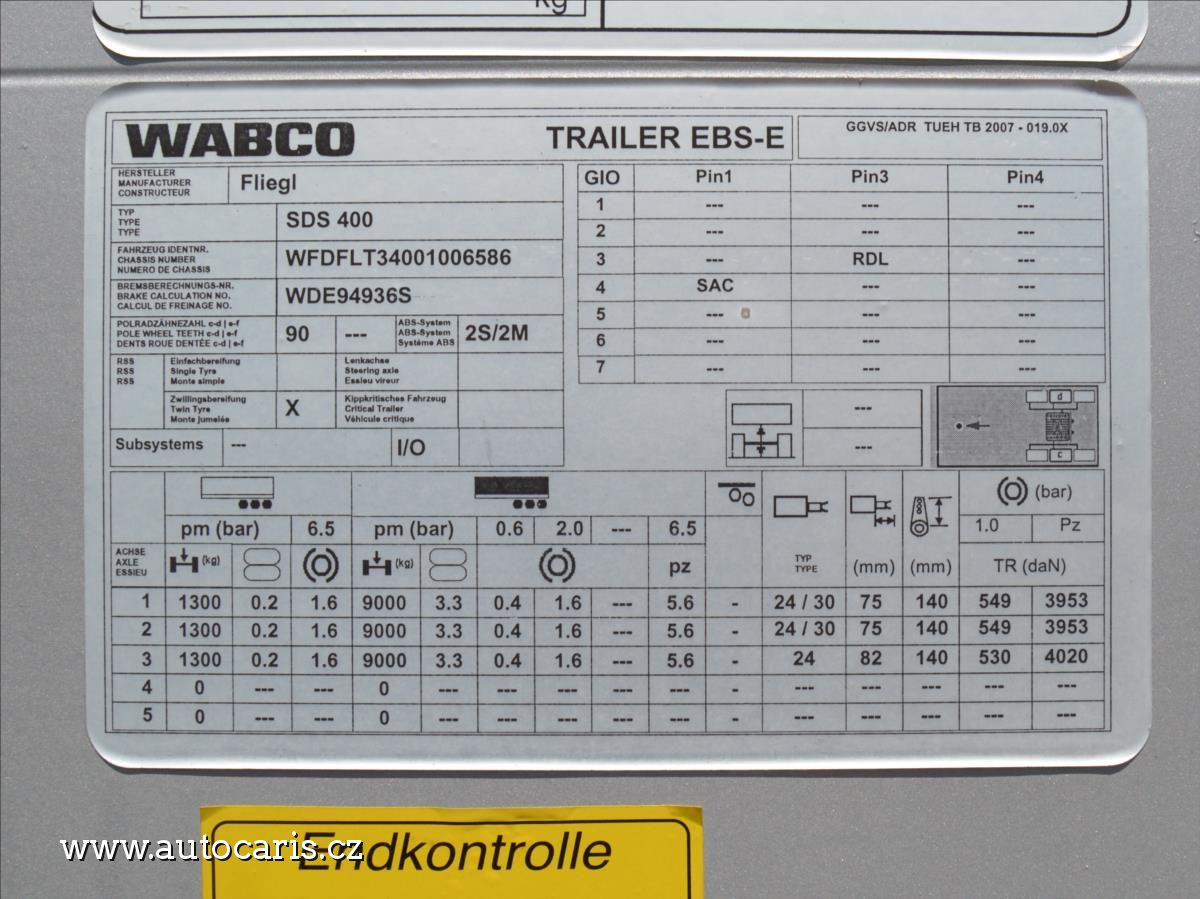 kg
WABCO TRAILER EBS-E GGVS/ADR TUEH TB 2007 - 019.0X
HERSTELLER
MANUFACTURER
CONSTRUCTEUR
Fliegl
TYP
TYPE
TYPE
SDS 400
FAHRZEUG IDENTNR.
CHASSIS NUMBER
NUMERO DE CHASSIS
WFDFLT34001006586
BREMSBERECHNUNGS-NR.
BRAKE CALCULATION NO.
CALCUL DE FREINAGE NO.
WDE94936S
POLRADZÄHNEZAHL c-d | e-f
POLE WHEEL TEETH c-d | e-f
DENTS ROUE DENTÉE c-d | e-f
90 ---
ABS-System
ABS-System
Système ABS
2S/2M
RSS
RSS
RSS
Einfachbereifung
Single Tyre
Monte simple
Lenkachse
Steering axle
Essieu vireur
Zwillingsbereifung
Twin Tyre
Monte jumelée
X
Kippkritisches Fahrzeug
Critical Trailer
Véhicule critique
Subsystems --- I/O
GIO Pin1 Pin3 Pin4
1 --- --- ---
2 --- --- ---
3 --- RDL ---
4 SAC --- ---
5 --- --- ---
6 --- --- ---
7 --- --- ---
---
---
d
c
(bar)
pm (bar) 6.5 pm (bar) 0.6 2.0 --- 6.5 1.0 Pz
ACHSE
AXLE
ESSIEU
(kg) (kg) pz
TYP
TYPE
(mm) (mm) TR (daN)
1 1300 0.2 1.6 9000 3.3 0.4 1.6 --- 5.6 - 24 / 30 75 140 549 3953
2 1300 0.2 1.6 9000 3.3 0.4 1.6 --- 5.6 - 24 / 30 75 140 549 3953
3 1300 0.2 1.6 9000 3.3 0.4 1.6 --- 5.6 - 24 82 140 530 4020
4 0 --- --- 0 --- --- --- --- --- - --- --- --- --- ---
5 0 --- --- 0 --- --- --- --- --- - --- --- --- --- ---
Endkontrolle
www.autocaris.cz